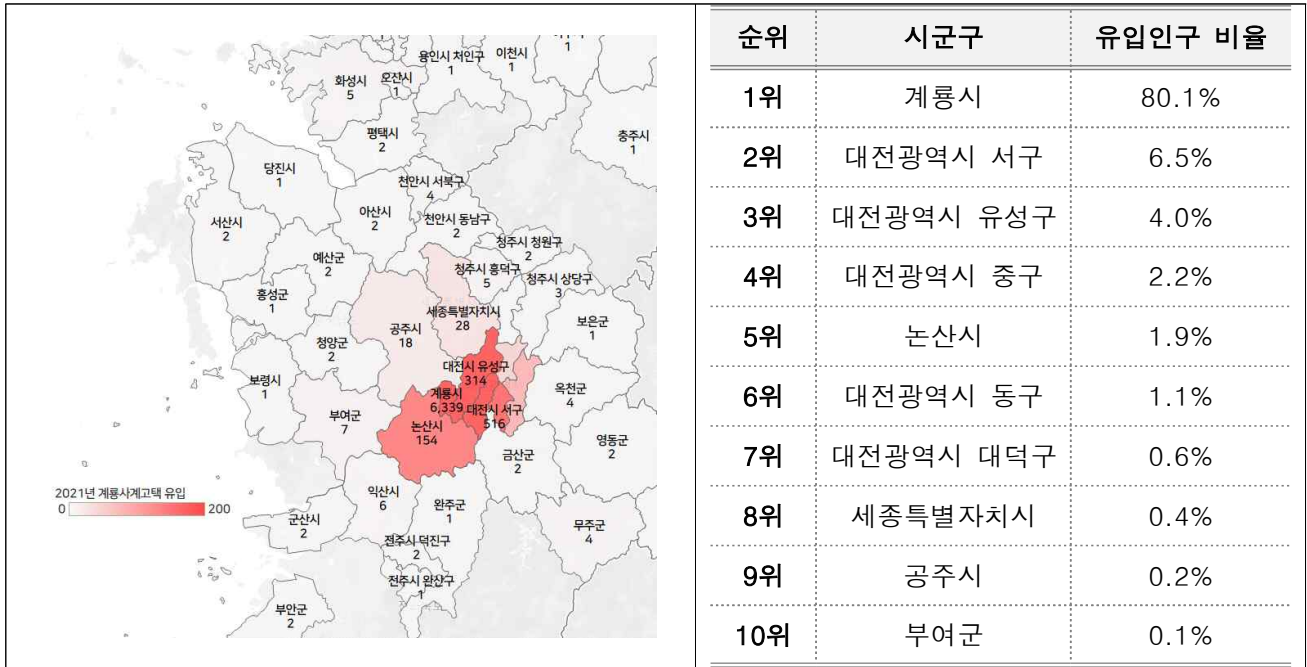 용인시 처인구
1
이천시
1
1
화성시
5
오산시
1
평택시
2
충주시
1
당진시
1
천안시 서북구
4
서산시
2
아산시
2
천안시 동남구
2
예산군
2
청주시 청원구
2
청주시 흥덕구
5
청주시 상당구
3
홍성군
1
세종특별자치시
28
공주시
18
보은군
1
청양군
2
대전시 유성구
314
보령시
1
계룡시
6,339
대전시 서구
516
옥천군
4
부여군
7
논산시
154
영동군
2
금산군
2
2021년 계룡사계고택 유입
0 200
익산시
6
완주군
1
군산시
2
무주군
4
전주시 덕진구
2
전주시 완산구
1
부안군
2
순위 시군구 유입인구 비율
1위 계룡시 80.1%
2위 대전광역시 서구 6.5%
3위 대전광역시 유성구 4.0%
4위 대전광역시 중구 2.2%
5위 논산시 1.9%
6위 대전광역시 동구 1.1%
7위 대전광역시 대덕구 0.6%
8위 세종특별자치시 0.4%
9위 공주시 0.2%
10위 부여군 0.1%